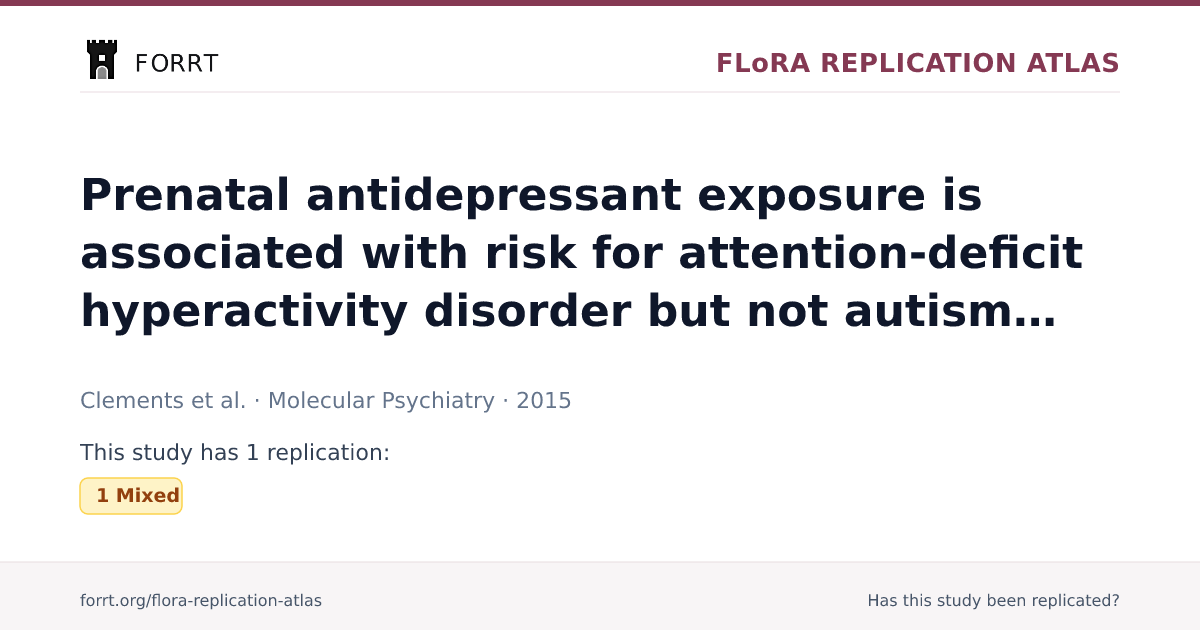 FORRT
FLoRA REPLICATION ATLAS
Prenatal antidepressant exposure is
associated with risk for attention-deficit
hyperactivity disorder but not autism…
Clements et al. · Molecular Psychiatry · 2015
This study has 1 replication:
1 Mixed
forrt.org/flora-replication-atlas
Has this study been replicated?